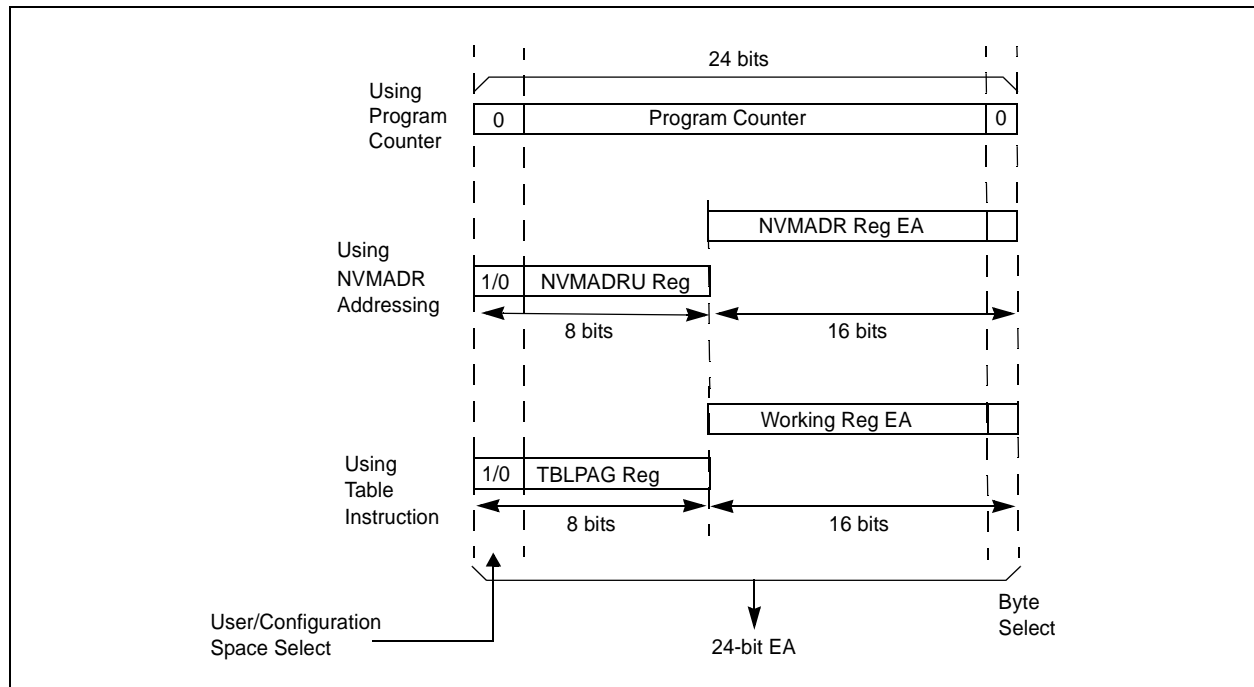 24 bits
Using
Program
Counter
0
Program Counter
0
NVMADR Reg EA
Using
NVMADR
Addressing
1/0
NVMADRU Reg
8 bits
16 bits
Working Reg EA
Using
Table
Instruction
1/0
TBLPAG Reg
8 bits
16 bits
User/Configuration
Space Select
24-bit EA
Byte
Select